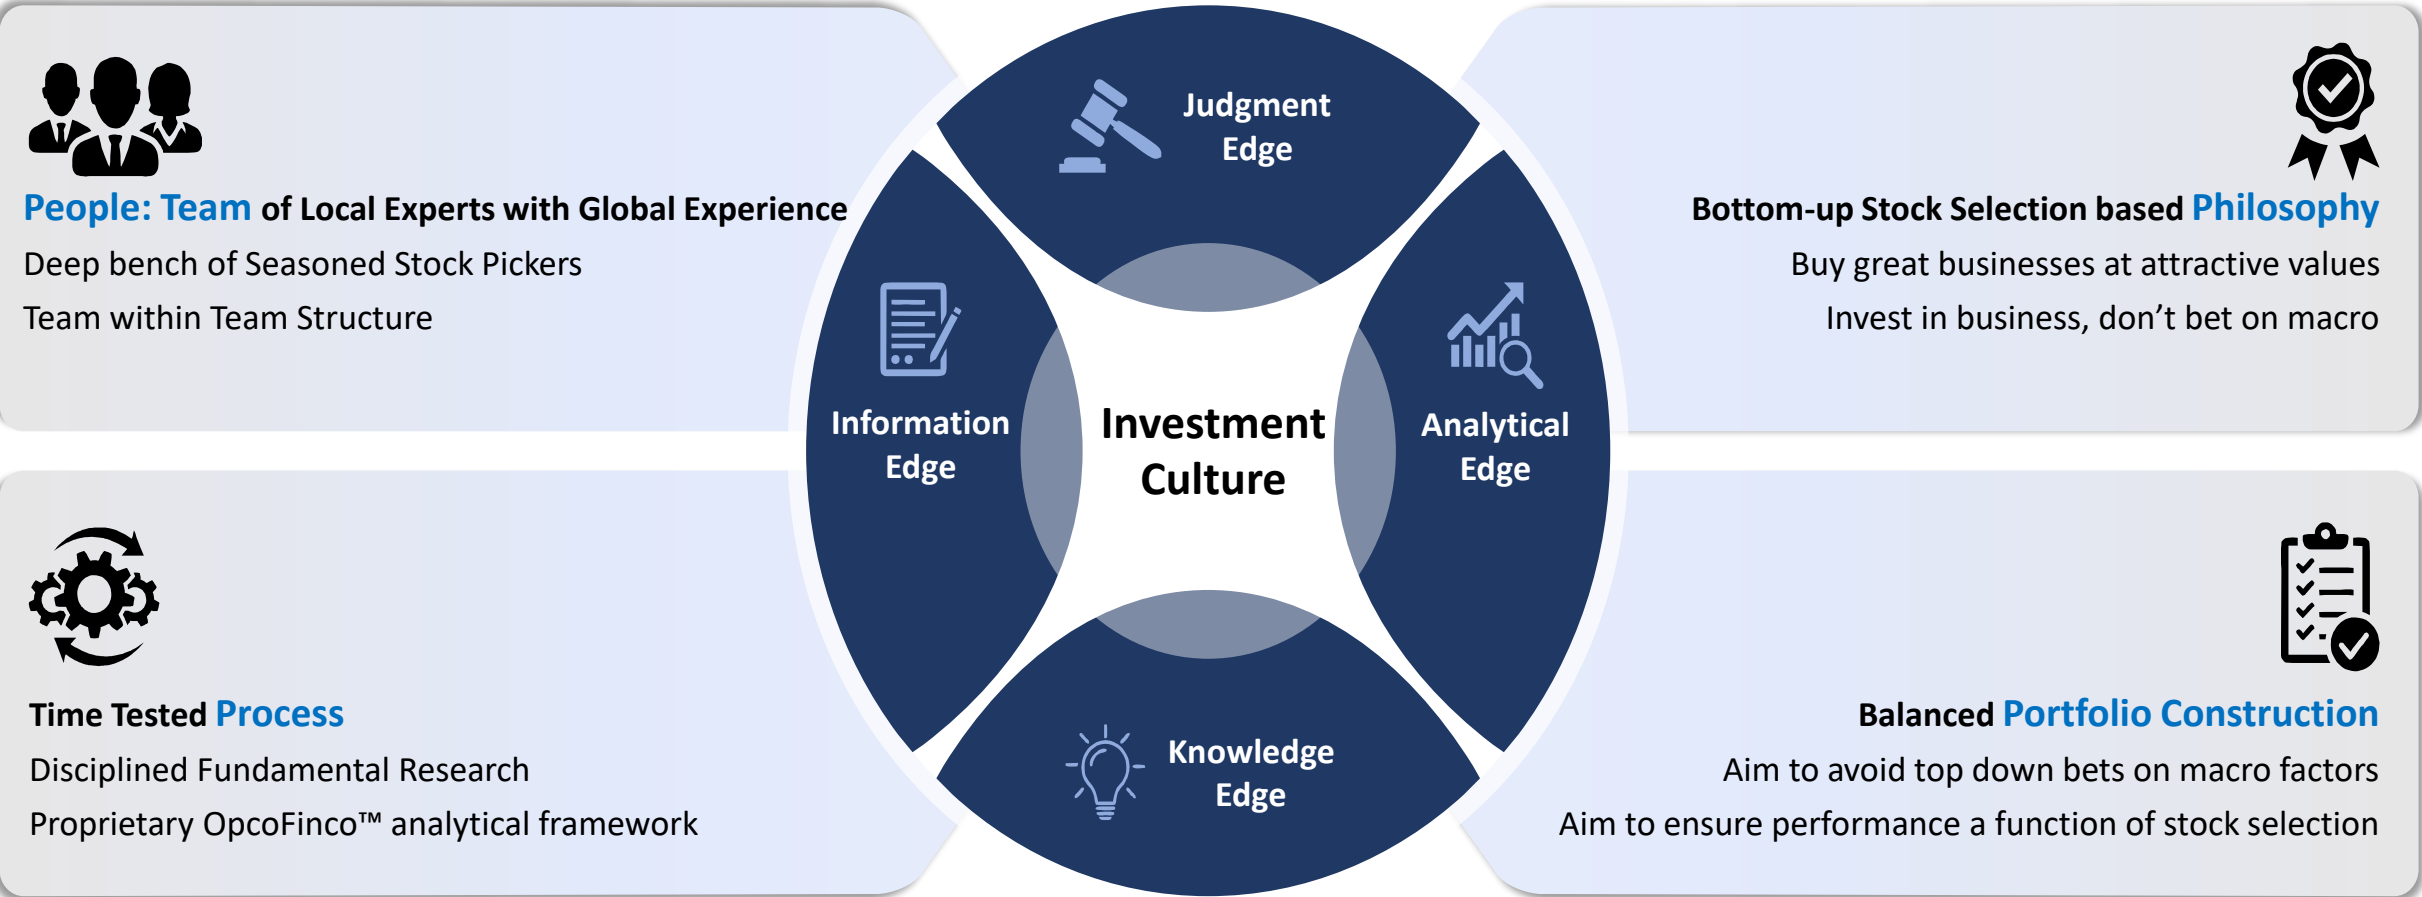 People: Team of Local Experts with Global Experience
Deep bench of Seasoned Stock Pickers
Team within Team Structure
Judgment
Edge
Bottom-up Stock Selection based Philosophy
Buy great businesses at attractive values
Invest in business, don’t bet on macro
Information
Edge
Investment
Culture
Analytical
Edge
Time Tested Process
Disciplined Fundamental Research
Proprietary OpcoFinco™ analytical framework
Knowledge
Edge
Balanced Portfolio Construction
Aim to avoid top down bets on macro factors
Aim to ensure performance a function of stock selection